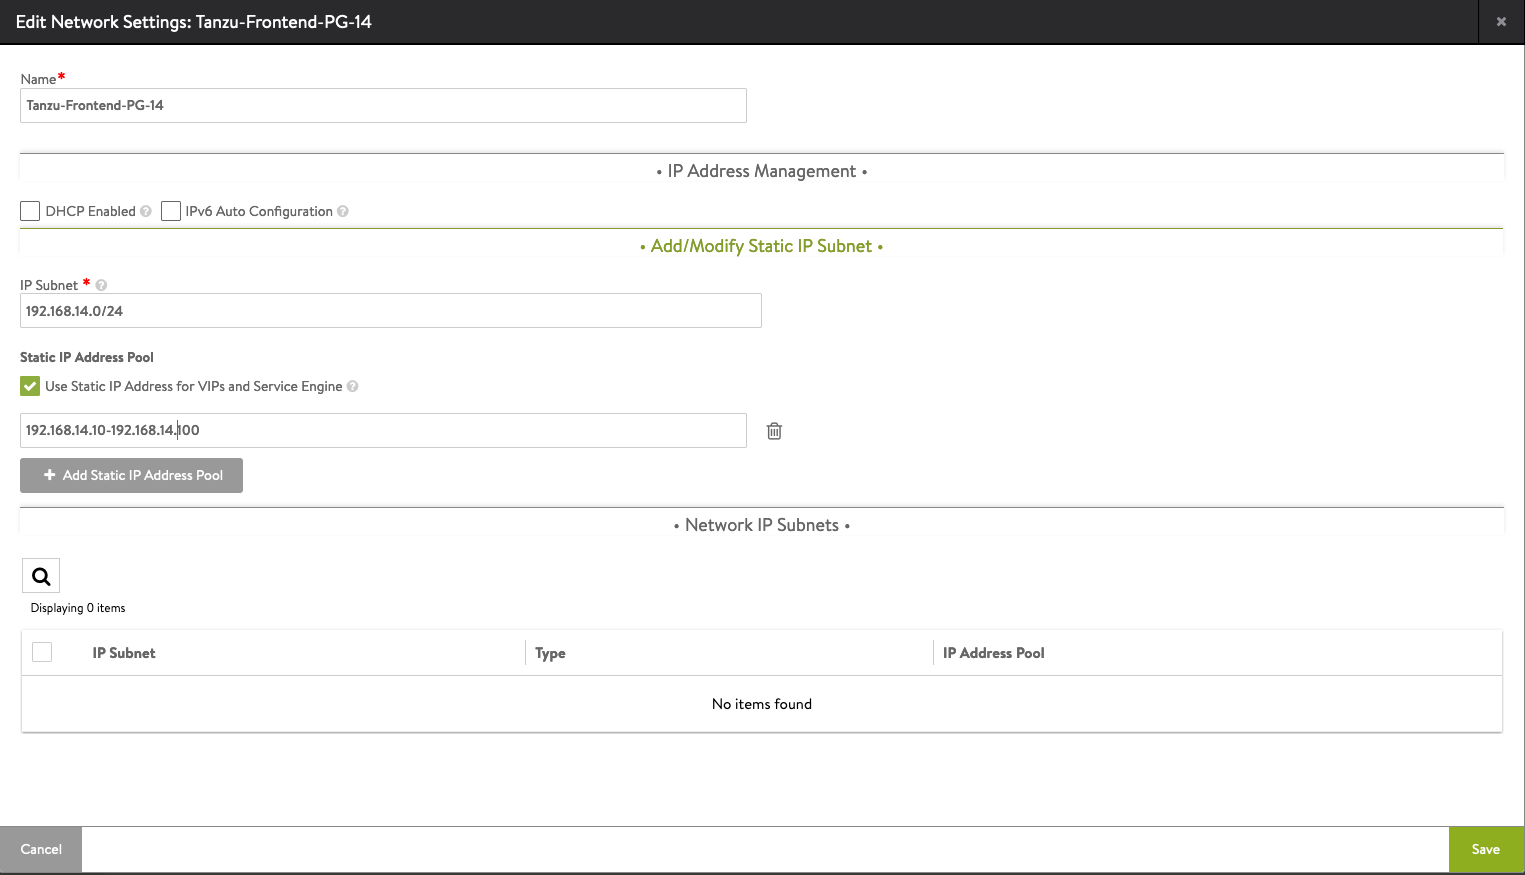 Edit Network Settings: Tanzu-Frontend-PG-14
Name*
Tanzu-Frontend-PG-14
• IP Address Management •
DHCP Enabled ? IPv6 Auto Configuration ?
• Add/Modify Static IP Subnet •
IP Subnet * ?
192.168.14.0/24
Static IP Address Pool
Use Static IP Address for VIPs and Service Engine ?
192.168.14.10-192.168.14.100
+ Add Static IP Address Pool
• Network IP Subnets •
Displaying 0 items
IP Subnet Type IP Address Pool
No items found
Cancel Save